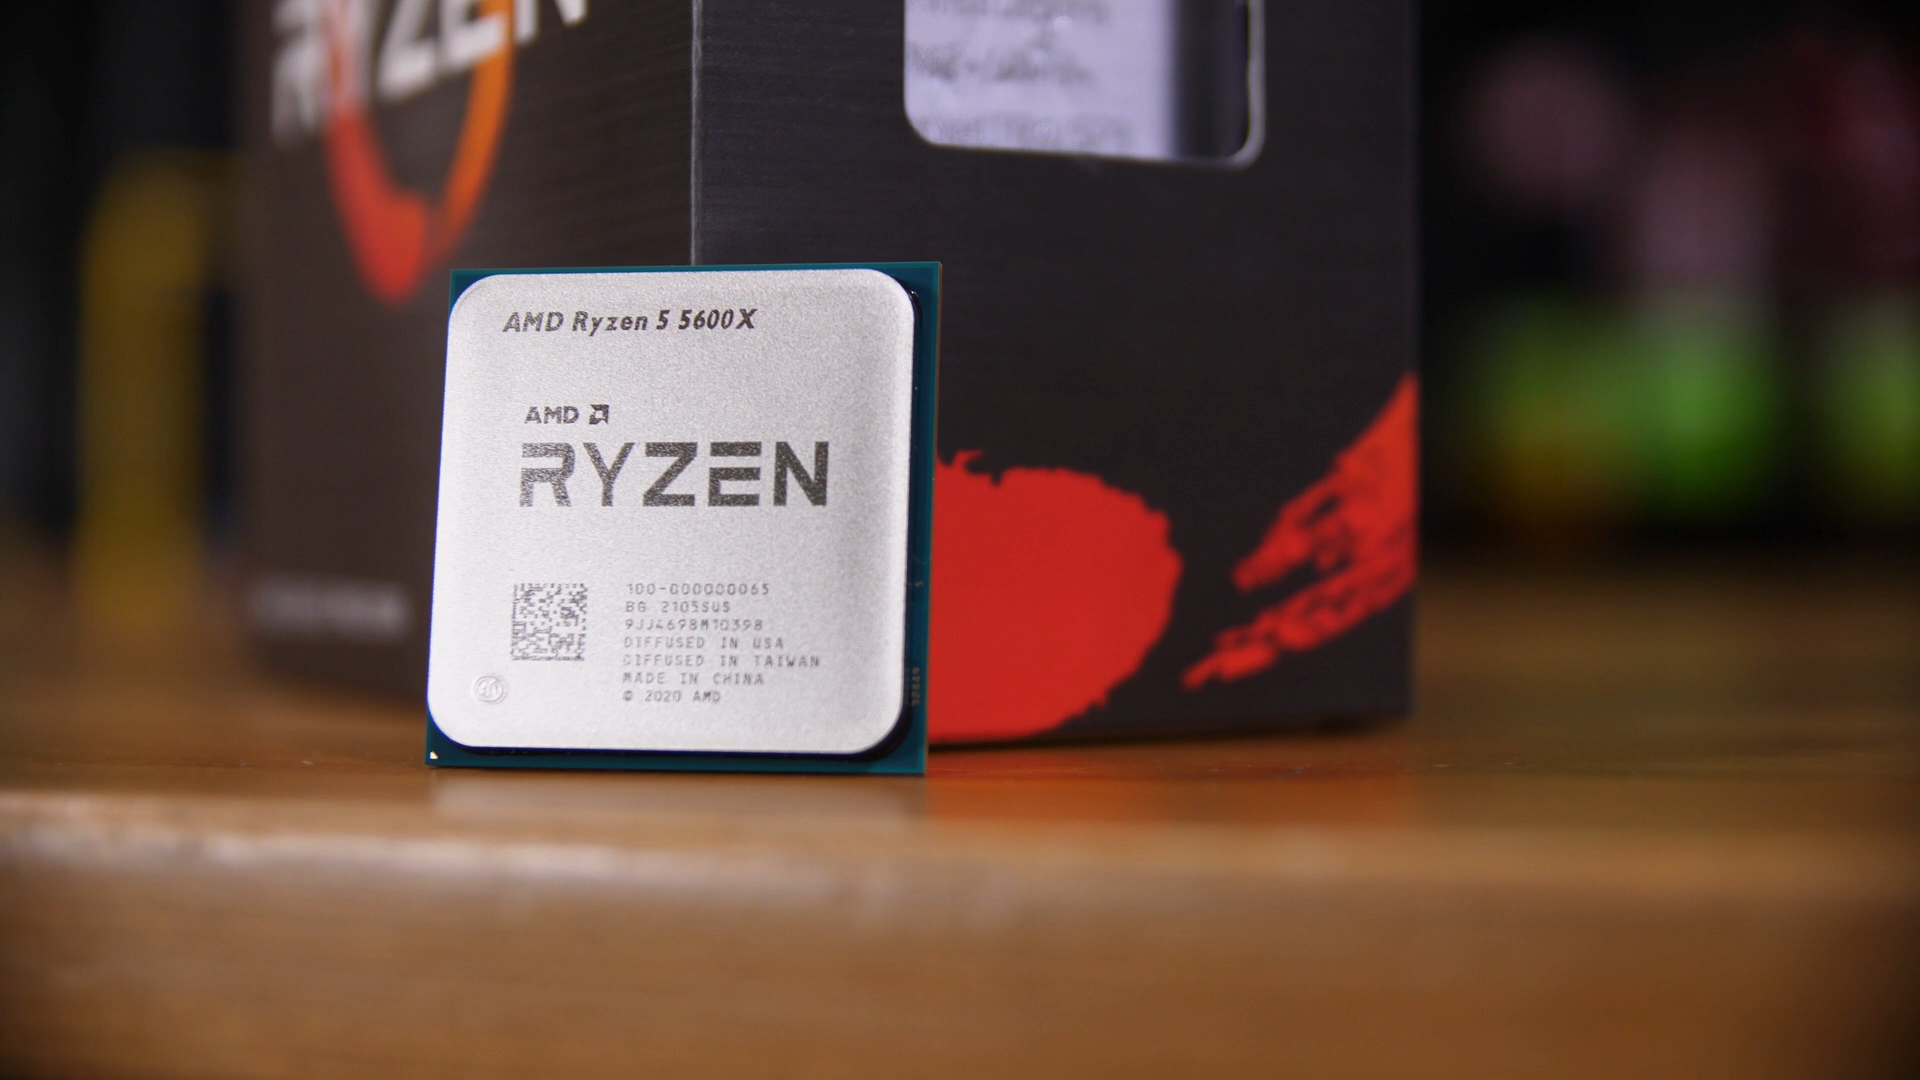 RYZEN
AMD Ryzen 5 5600X
AMD
RYZEN
100-000000065
BG 2105SUS
9JJ4698M10398
DIFFUSED IN USA
DIFFUSED IN TAIWAN
MADE IN CHINA
© 2020 AMD